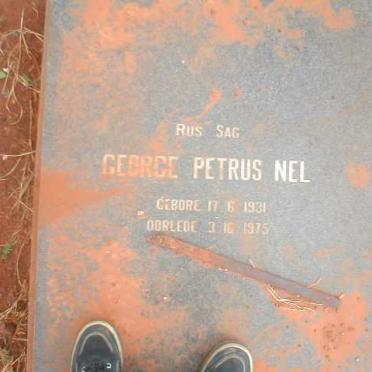 RUS SAG
GEORGE PETRUS NEL
GEBORE 17 6 1931
OORLEDE 3 10 1975